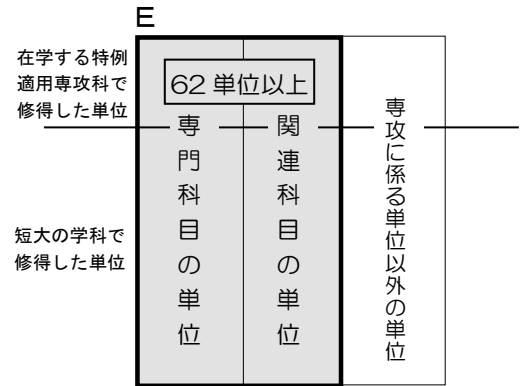 E
在学する特例
適用専攻科で
修得した単位
62単位以上
専門科目の単位
関連科目の単位
専攻に係る単位以外の単位
短大の学科で
修得した単位